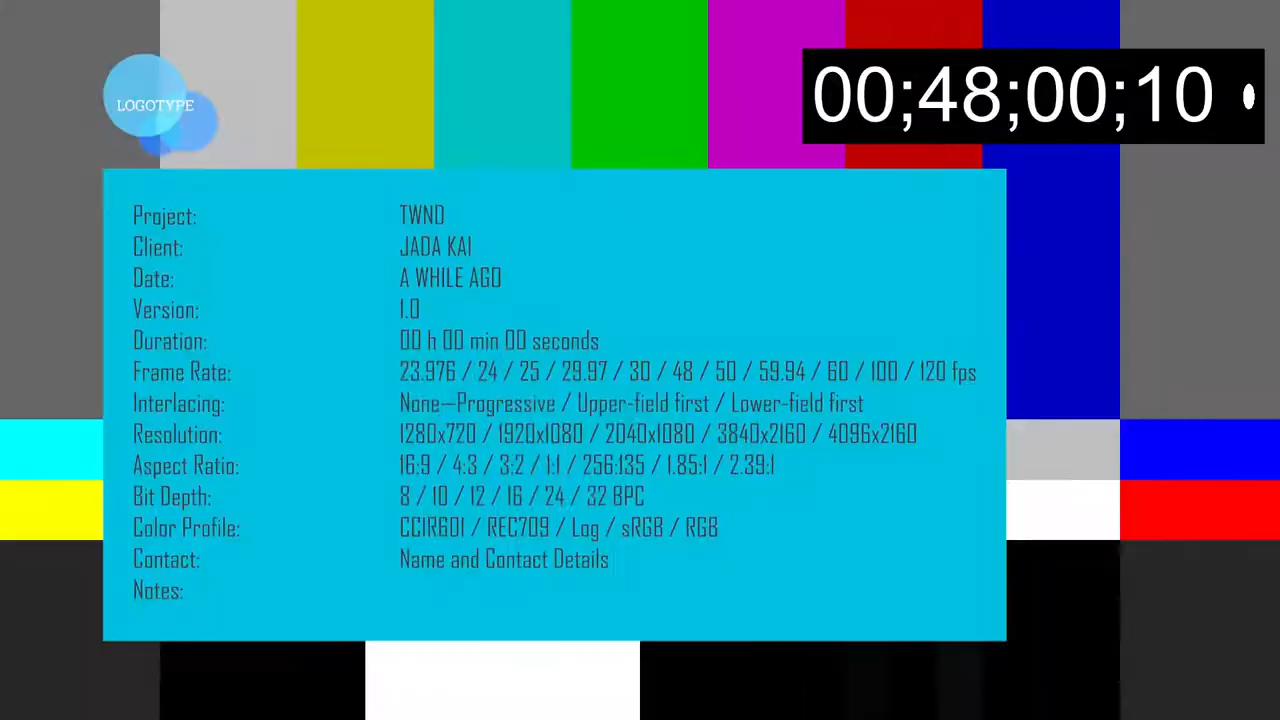 LOGOTYPE
00;48;00;10
Project: TWND
Client: JADA KAI
Date: A WHILE AGO
Version: 1.0
Duration: 00 h 00 min 00 seconds
Frame Rate: 23.976 / 24 / 25 / 29.97 / 30 / 48 / 50 / 59.94 / 60 / 100 / 120 fps
Interlacing: None—Progressive / Upper-field first / Lower-field first
Resolution: 1280x720 / 1920x1080 / 2040x1080 / 3840x2160 / 4096x2160
Aspect Ratio: 16:9 / 4:3 / 3:2 / 1:1 / 256:135 / 1.85:1 / 2.39:1
Bit Depth: 8 / 10 / 12 / 16 / 24 / 32 BPC
Color Profile: CCIR601 / REC709 / Log / sRGB / RGB
Contact: Name and Contact Details
Notes: